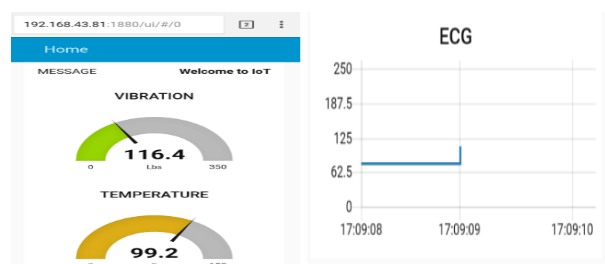 192.168.43.81:1880/ui/#/0
2
Home
MESSAGE Welcome to IoT
VIBRATION
116.4
0 Lbs 350
TEMPERATURE
99.2
ECG
250
187.5
125
62.5
0
17:09:08 17:09:09 17:09:10